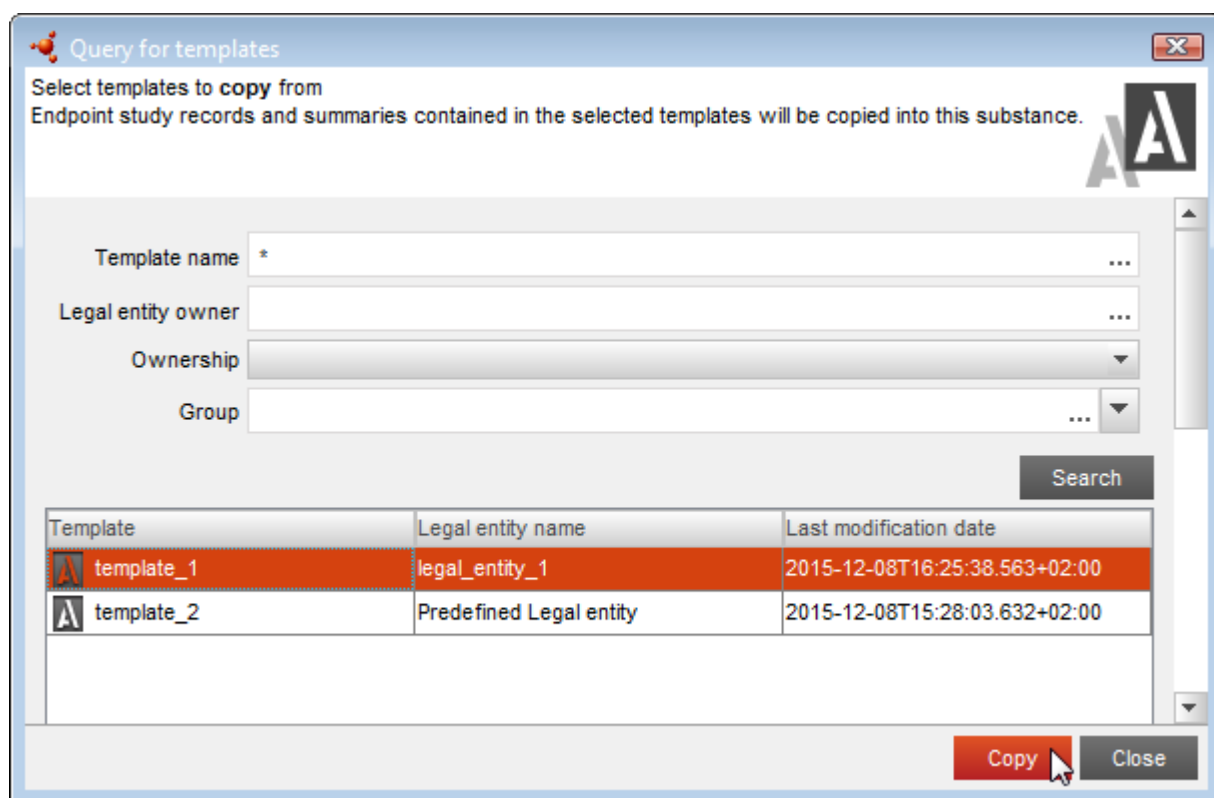 Query for templates
Select templates to copy from
Endpoint study records and summaries contained in the selected templates will be copied into this substance.
Template name *
...
Legal entity owner ...
Ownership
Group ...
Search
Template Legal entity name Last modification date
template_1 legal_entity_1 2015-12-08T16:25:38.563+02:00
template_2 Predefined Legal entity 2015-12-08T15:28:03.632+02:00
Copy Close